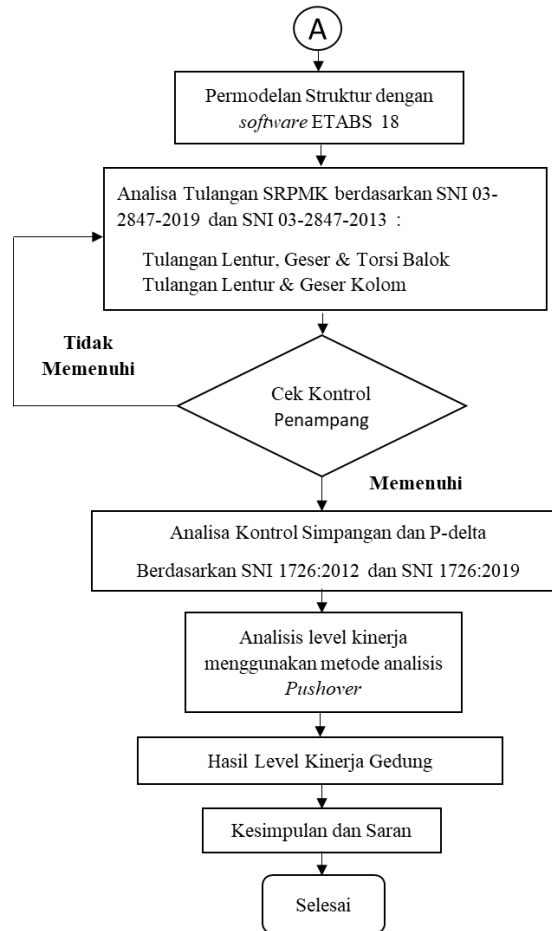 A
Permodelan Struktur dengan
software ETABS 18
Analisa Tulangan SRPMK berdasarkan SNI 03-
2847-2019 dan SNI 03-2847-2013 :
Tulangan Lentur, Geser & Torsi Balok
Tulangan Lentur & Geser Kolom
Tidak
Memenuhi
Cek Kontrol
Penampang
Memenuhi
Analisa Kontrol Simpangan dan P-delta
Berdasarkan SNI 1726:2012 dan SNI 1726:2019
Analisis level kinerja
menggunakan metode analisis
Pushover
Hasil Level Kinerja Gedung
Kesimpulan dan Saran
Selesai